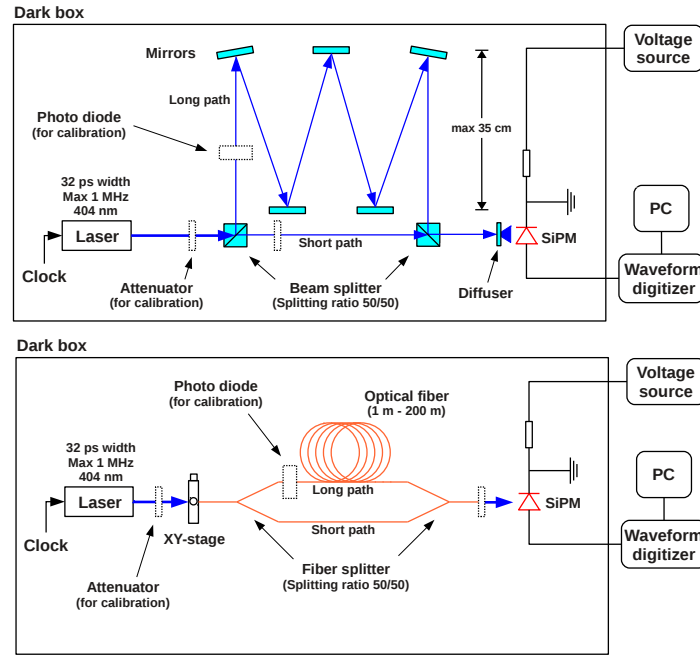 Dark box
Mirrors
Long path
Photo diode
(for calibration)
max 35 cm
Voltage
source
32 ps width
Max 1 MHz
404 nm
Laser
Clock
Attenuator
(for calibration)
Short path
Beam splitter
(Splitting ratio 50/50)
Diffuser
SiPM
PC
Waveform
digitizer
Dark box
Photo diode
(for calibration)
Optical fiber
(1 m - 200 m)
Voltage
source
32 ps width
Max 1 MHz
404 nm
Laser
Clock
XY-stage
Attenuator
(for calibration)
Long path
Short path
Fiber splitter
(Splitting ratio 50/50)
SiPM
PC
Waveform
digitizer